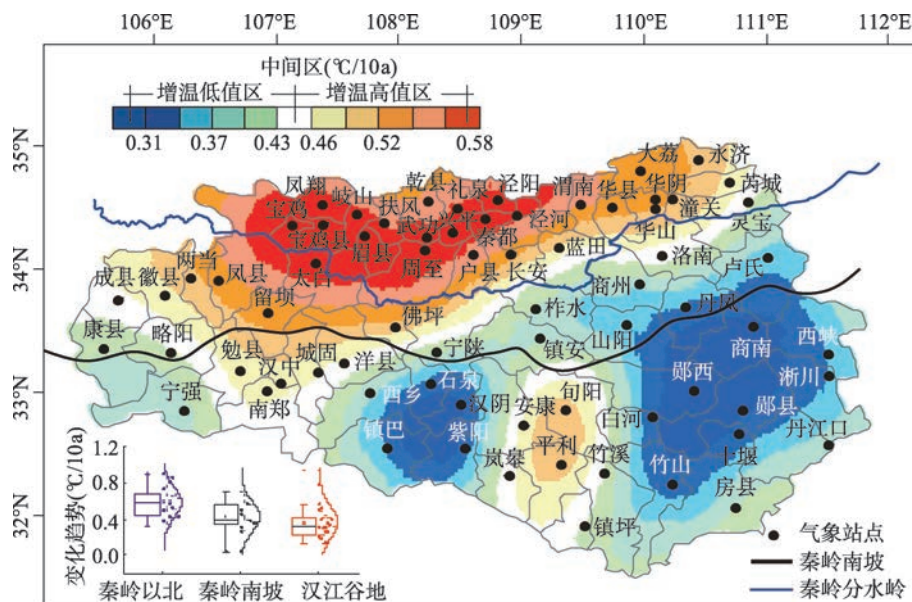 106°E 107°E 108°E 109°E 110°E 111°E 112°E
中间区(℃/10a)
增温低值区 增温高值区
0.31 0.37 0.43 0.46 0.52 0.58
35°N
34°N
33°N
32°N
大荔 永济
凤翔 岐山 乾县 礼泉 泾阳 渭南 华县 华阴 芮城
宝鸡 扶风 武功 兴平 泾河 潼关
宝鸡县 眉县 秦都 蓝田 华山 灵宝
成县 徽县 两当 凤县 太白 周至 户县 长安 洛南 卢氏
留坝 佛坪 柞水 商州 丹凤
康县 略阳 勉县 城固 洋县 宁陕 镇安 山阳 商南 西峡
汉中 西乡 石泉 旬阳 郧西 淅川
宁强 南郑 汉阴 安康 白河 郧县
镇巴 紫阳 平利 丹江口
岚皋 竹溪 竹山 十堰
房县
镇坪
变化趋势(℃/10a)
1.2
0.8
0.4
0.0
秦岭以北 秦岭南坡 汉江谷地
气象站点
秦岭南坡
秦岭分水岭